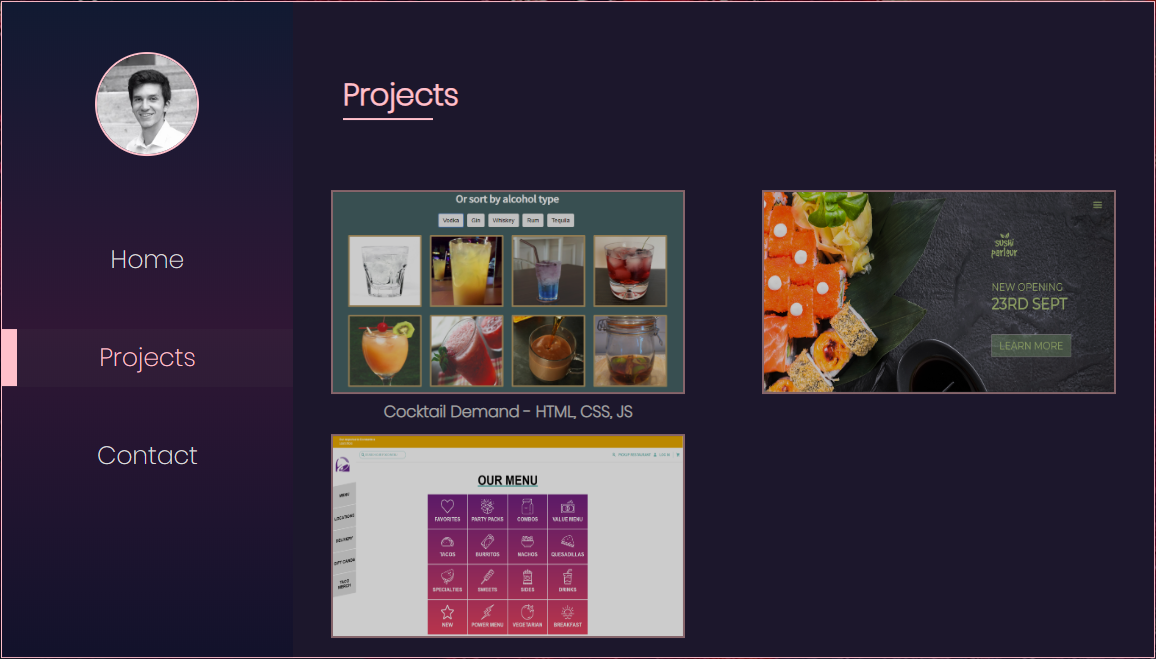 Projects
Home
Projects
Contact
Or sort by alcohol type
Vodka Gin Whiskey Rum Tequila
Cocktail Demand - HTML, CSS, JS
sushi
parlour
NEW OPENING
23RD SEPT
LEARN MORE
OUR MENU
FAVORITES PARTY PACKS COMBOS VALUE MENU
TACOS BURRITOS NACHOS QUESADILLAS
SPECIALTIES SWEETS SIDES DRINKS
NEW POWER MENU VEGETARIAN BREAKFAST
MENU
LOCATIONS
DELIVERY
GIFT CARDS
TACO
LOG IN